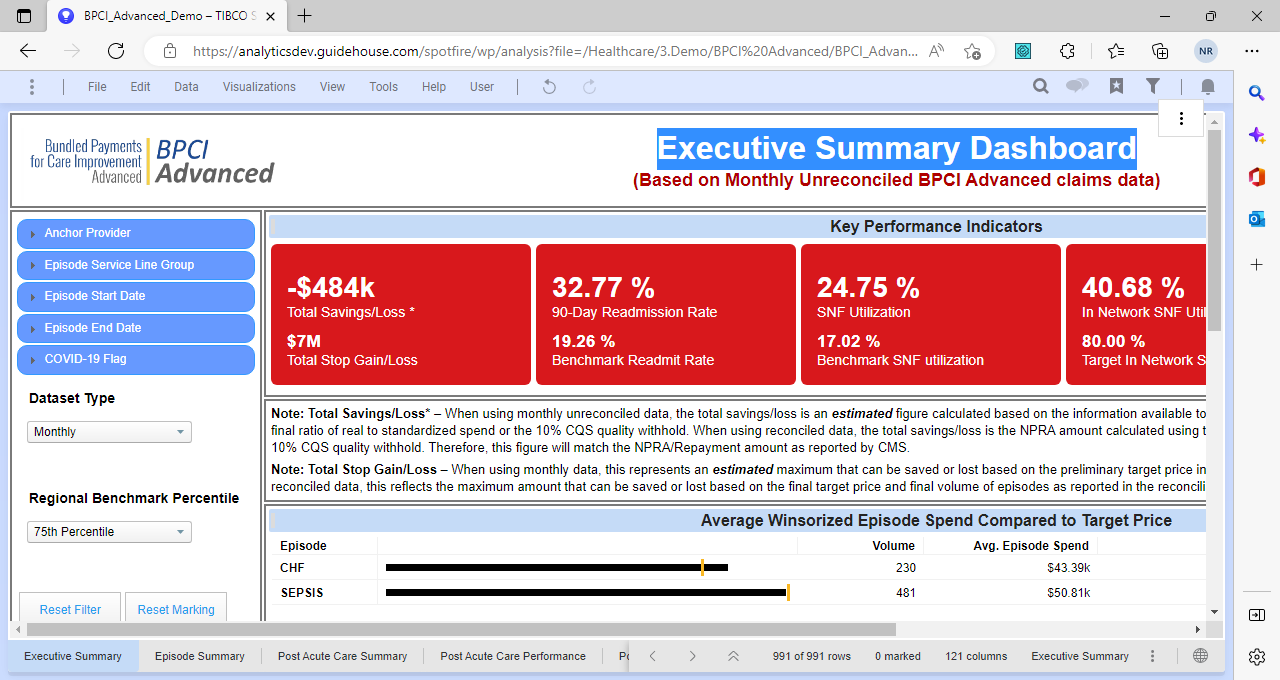 BPCI_Advanced_Demo – TIBCO S
https://analyticsdev.guidehouse.com/spotfire/wp/analysis?file=/Healthcare/3.Demo/BPCI%20Advanced/BPCI_Advan...
NR
File Edit Data Visualizations View Tools Help User
Bundled Payments
for Care Improvement
Advanced
BPCI
Advanced
Executive Summary Dashboard
(Based on Monthly Unreconciled BPCI Advanced claims data)
Anchor Provider
Episode Service Line Group
Episode Start Date
Episode End Date
COVID-19 Flag
Dataset Type
Monthly
Regional Benchmark Percentile
75th Percentile
Reset Filter Reset Marking
Key Performance Indicators
-$484k
Total Savings/Loss *
$7M
Total Stop Gain/Loss
32.77 %
90-Day Readmission Rate
19.26 %
Benchmark Readmit Rate
24.75 %
SNF Utilization
17.02 %
Benchmark SNF utilization
40.68 %
In Network SNF Util
80.00 %
Target In Network S
Note: Total Savings/Loss* – When using monthly unreconciled data, the total savings/loss is an estimated figure calculated based on the information available to
final ratio of real to standardized spend or the 10% CQS quality withhold. When using reconciled data, the total savings/loss is the NPRA amount calculated using t
10% CQS quality withhold. Therefore, this figure will match the NPRA/Repayment amount as reported by CMS.
Note: Total Stop Gain/Loss – When using monthly data, this represents an estimated maximum that can be saved or lost based on the preliminary target price in
reconciled data, this reflects the maximum amount that can be saved or lost based on the final target price and final volume of episodes as reported in the reconcili
Average Winsorized Episode Spend Compared to Target Price
Episode Volume Avg. Episode Spend
CHF 230 $43.39k
SEPSIS 481 $50.81k
Executive Summary Episode Summary Post Acute Care Summary Post Acute Care Performance Po 991 of 991 rows 0 marked 121 columns Executive Summary